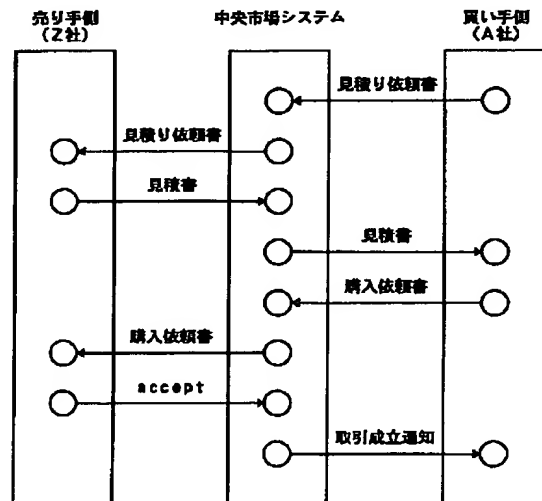 売り手側
(Z社)
中央市場システム
買い手側
(A社)
見積り依頼書
見積り依頼書
見積書
見積書
購入依頼書
購入依頼書
accept
取引成立通知